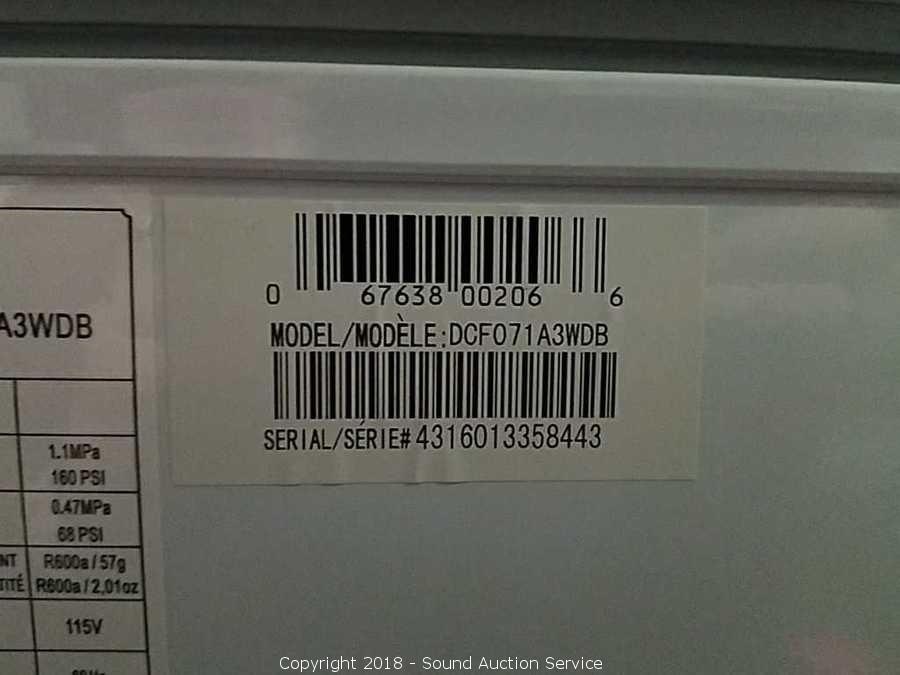 A3WDB
1.1MPa
160 PSI
0.47MPa
68 PSI
NT R600a / 57g
TITÉ R600a / 2,01oz
115V
0 67638 00206 6
MODEL/MODÈLE:DCF071A3WDB
SERIAL/SÉRIE# 4316013358443
Copyright 2018 - Sound Auction Service